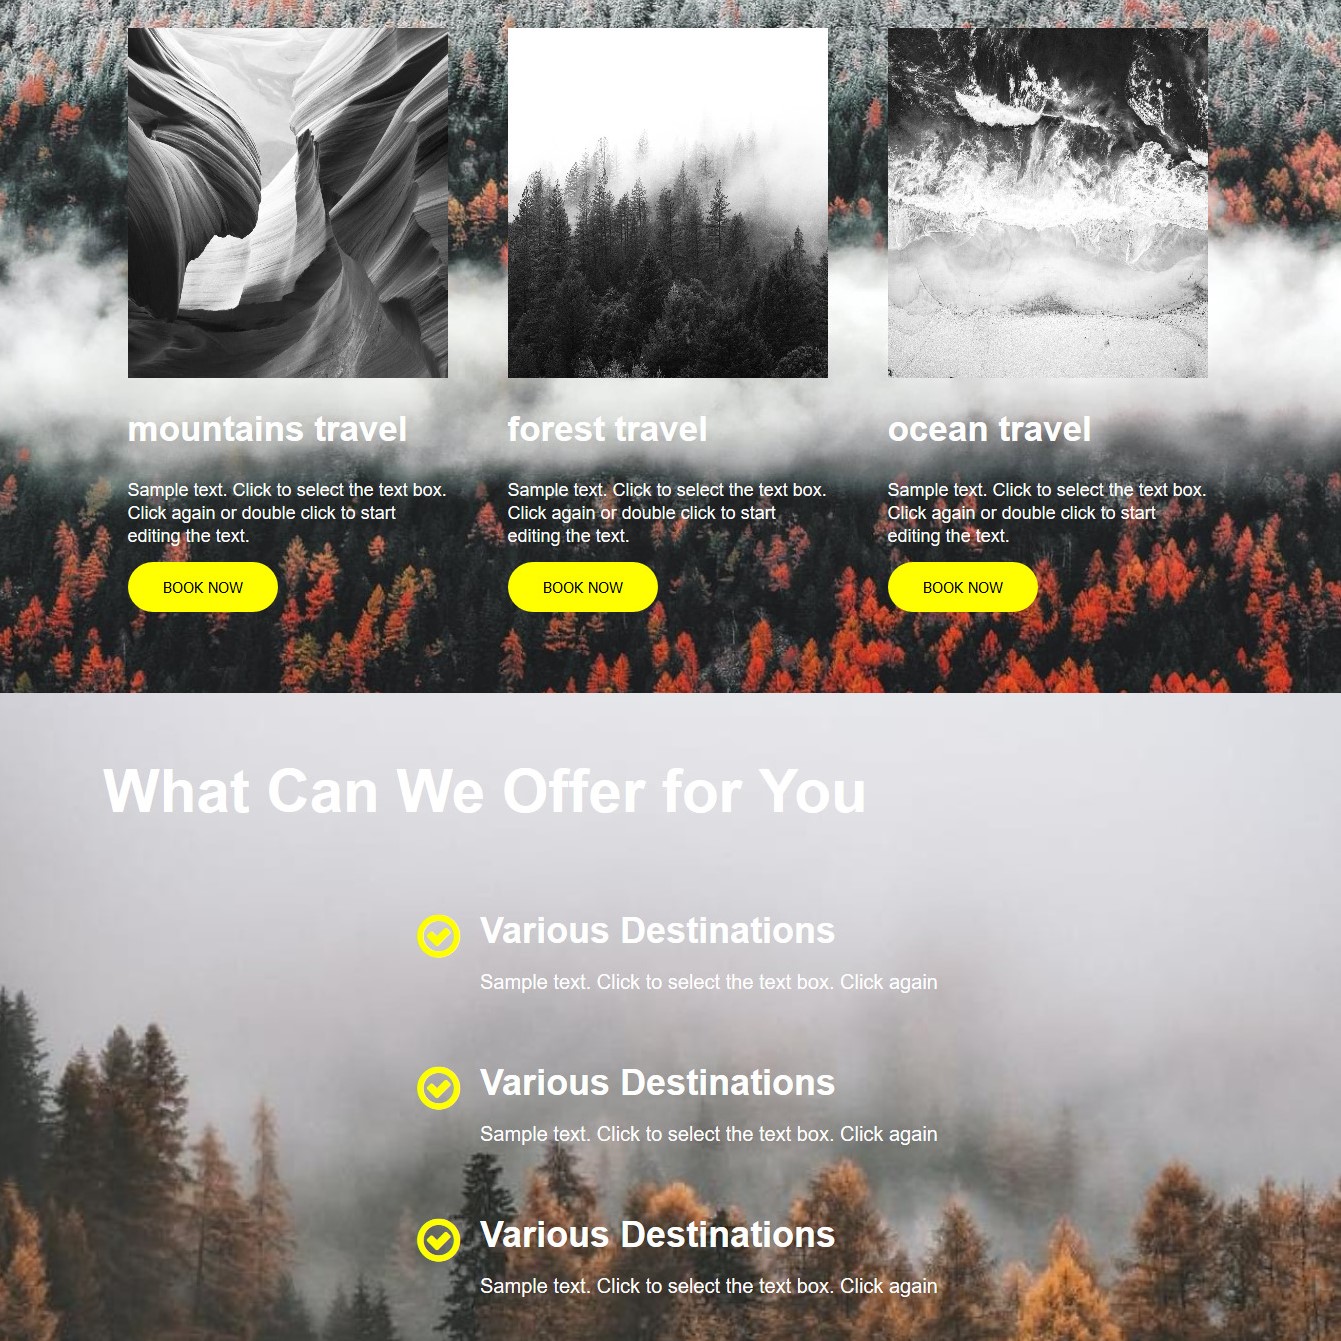 mountains travel
Sample text. Click to select the text box.
Click again or double click to start
editing the text.
BOOK NOW
forest travel
Sample text. Click to select the text box.
Click again or double click to start
editing the text.
BOOK NOW
ocean travel
Sample text. Click to select the text box.
Click again or double click to start
editing the text.
BOOK NOW
What Can We Offer for You
Various Destinations
Sample text. Click to select the text box. Click again
Various Destinations
Sample text. Click to select the text box. Click again
Various Destinations
Sample text. Click to select the text box. Click again